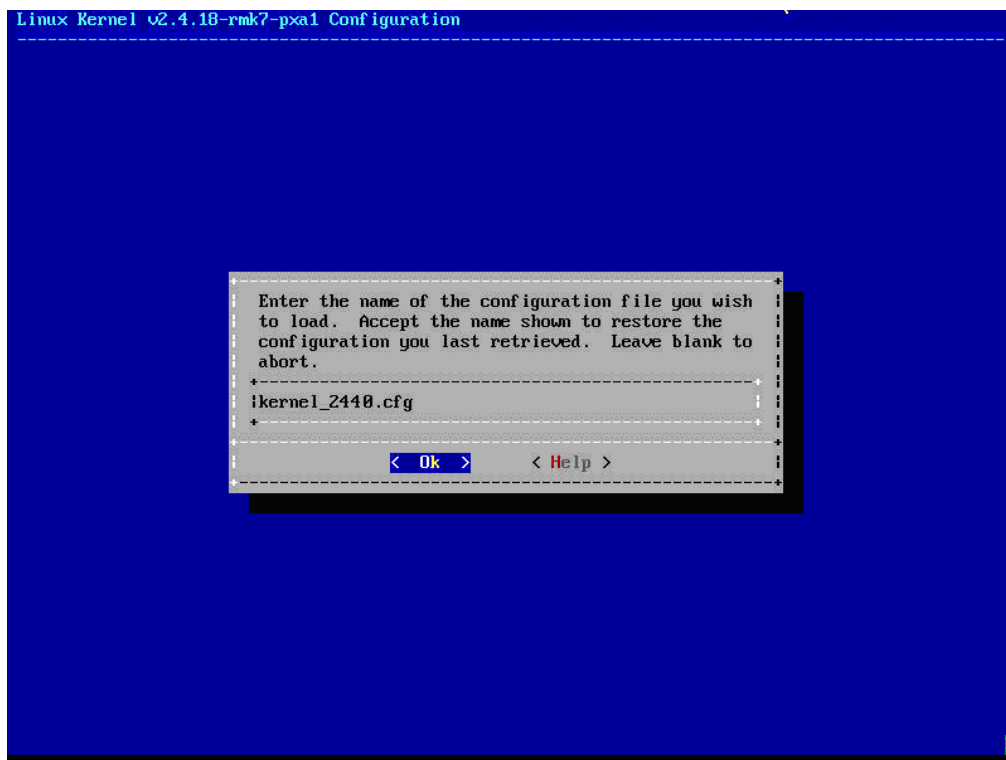 Linux Kernel v2.4.18-rmk7-pxa1 Configuration
Enter the name of the configuration file you wish
to load.  Accept the name shown to restore the
configuration you last retrieved.  Leave blank to
abort.
kernel_2440.cfg
<  Ok  > < Help >